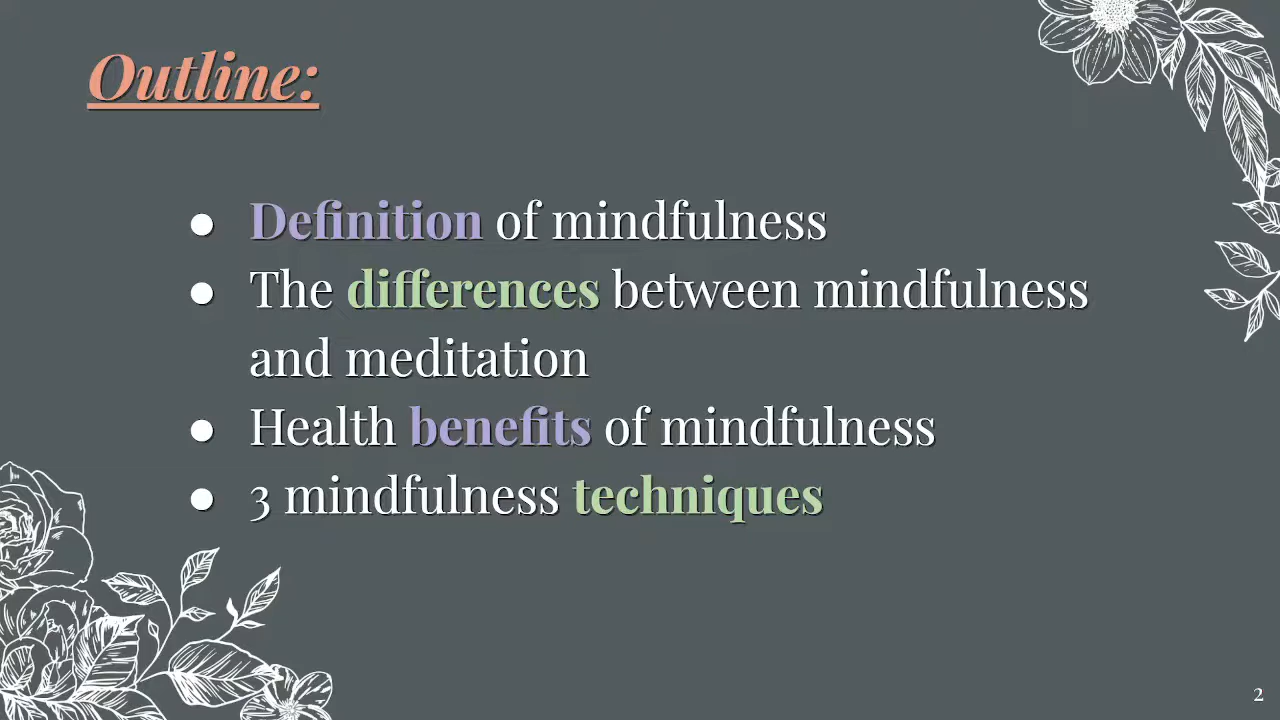 Outline:
● Definition of mindfulness
● The differences between mindfulness
and meditation
● Health benefits of mindfulness
● 3 mindfulness techniques
2